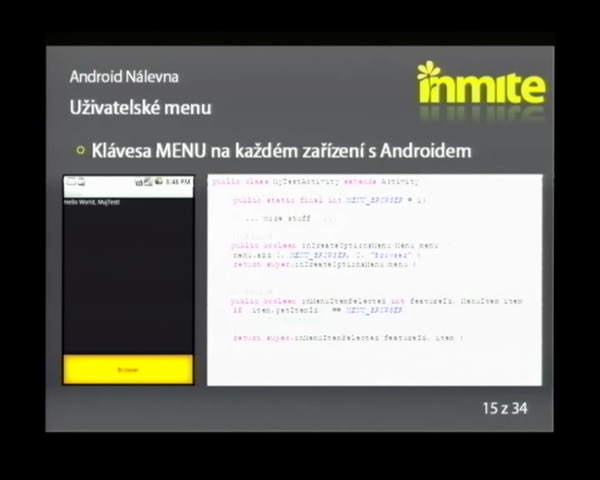 Android Nálevna
inmite
Uživatelské menu
Klávesa MENU na každém zařízení s Androidem
6:46 PM
Hello World, MujTest!
Browser
public class MyTestActivity extends Activity
public static final int MENU_BROWSER = 1;
... more stuff ...
public boolean onCreateOptionsMenu Menu menu
menu.add MENU_BROWSER, "Browser"
return super.onCreateOptionsMenu menu ;
public boolean onMenuItemSelected int featureId, MenuItem item
if item.getItemId == MENU_BROWSER
return super.onMenuItemSelected featureId, item ;
15 z 34